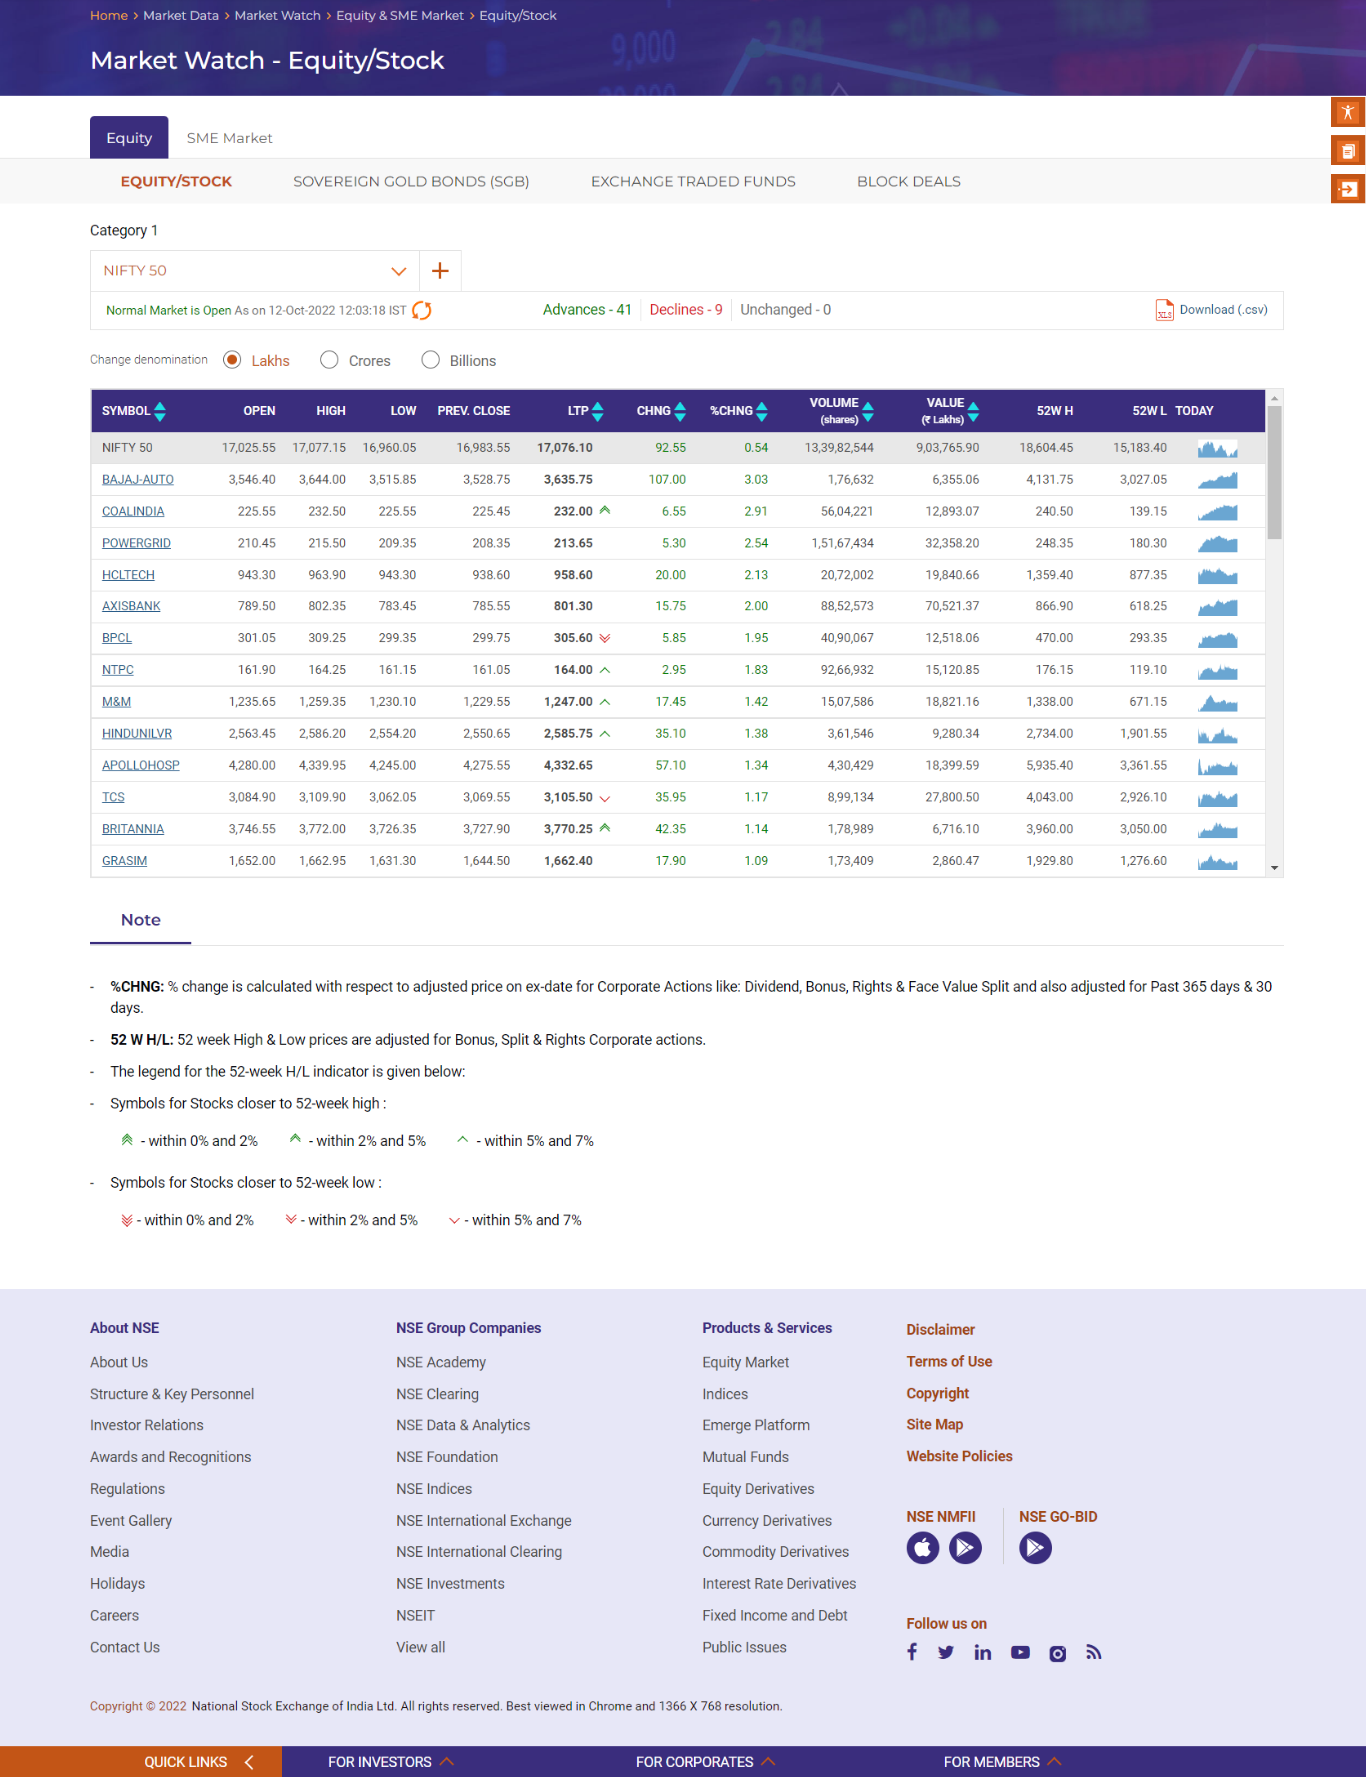 Home > Market Data > Market Watch > Equity & SME Market > Equity/Stock
Market Watch - Equity/Stock
Equity SME Market
EQUITY/STOCK SOVEREIGN GOLD BONDS (SGB) EXCHANGE TRADED FUNDS BLOCK DEALS
Category 1
NIFTY 50
Normal Market is Open As on 12-Oct-2022 12:03:18 IST Advances - 41 Declines - 9 Unchanged - 0 XLS Download (.csv)
Change denomination Lakhs Crores Billions
SYMBOL OPEN HIGH LOW PREV. CLOSE LTP CHNG %CHNG VOLUME (shares) VALUE (₹ Lakhs) 52W H 52W L TODAY
NIFTY 50 17,025.55 17,077.15 16,960.05 16,983.55 17,076.10 92.55 0.54 13,39,82,544 9,03,765.90 18,604.45 15,183.40
BAJAJ-AUTO 3,546.40 3,644.00 3,515.85 3,528.75 3,635.75 107.00 3.03 1,76,632 6,355.06 4,131.75 3,027.05
COALINDIA 225.55 232.50 225.55 225.45 232.00 6.55 2.91 56,04,221 12,893.07 240.50 139.15
POWERGRID 210.45 215.50 209.35 208.35 213.65 5.30 2.54 1,51,67,434 32,358.20 248.35 180.30
HCLTECH 943.30 963.90 943.30 938.60 958.60 20.00 2.13 20,72,002 19,840.66 1,359.40 877.35
AXISBANK 789.50 802.35 783.45 785.55 801.30 15.75 2.00 88,52,573 70,521.37 866.90 618.25
BPCL 301.05 309.25 299.35 299.75 305.60 5.85 1.95 40,90,067 12,518.06 470.00 293.35
NTPC 161.90 164.25 161.15 161.05 164.00 2.95 1.83 92,66,932 15,120.85 176.15 119.10
M&M 1,235.65 1,259.35 1,230.10 1,229.55 1,247.00 17.45 1.42 15,07,586 18,821.16 1,338.00 671.15
HINDUNILVR 2,563.45 2,586.20 2,554.20 2,550.65 2,585.75 35.10 1.38 3,61,546 9,280.34 2,734.00 1,901.55
APOLLOHOSP 4,280.00 4,339.95 4,245.00 4,275.55 4,332.65 57.10 1.34 4,30,429 18,399.59 5,935.40 3,361.55
TCS 3,084.90 3,109.90 3,062.05 3,069.55 3,105.50 35.95 1.17 8,99,134 27,800.50 4,043.00 2,926.10
BRITANNIA 3,746.55 3,772.00 3,726.35 3,727.90 3,770.25 42.35 1.14 1,78,989 6,716.10 3,960.00 3,050.00
GRASIM 1,652.00 1,662.95 1,631.30 1,644.50 1,662.40 17.90 1.09 1,73,409 2,860.47 1,929.80 1,276.60
Note
- %CHNG: % change is calculated with respect to adjusted price on ex-date for Corporate Actions like: Dividend, Bonus, Rights & Face Value Split and also adjusted for Past 365 days & 30
days.
- 52 W H/L: 52 week High & Low prices are adjusted for Bonus, Split & Rights Corporate actions.
- The legend for the 52-week H/L indicator is given below:
- Symbols for Stocks closer to 52-week high :
- within 0% and 2% - within 2% and 5% - within 5% and 7%
- Symbols for Stocks closer to 52-week low :
- within 0% and 2% - within 2% and 5% - within 5% and 7%
About NSE
About Us
Structure & Key Personnel
Investor Relations
Awards and Recognitions
Regulations
Event Gallery
Media
Holidays
Careers
Contact Us
NSE Group Companies
NSE Academy
NSE Clearing
NSE Data & Analytics
NSE Foundation
NSE Indices
NSE International Exchange
NSE International Clearing
NSE Investments
NSEIT
View all
Products & Services
Equity Market
Indices
Emerge Platform
Mutual Funds
Equity Derivatives
Currency Derivatives
Commodity Derivatives
Interest Rate Derivatives
Fixed Income and Debt
Public Issues
Disclaimer
Terms of Use
Copyright
Site Map
Website Policies
NSE NMFII NSE GO-BID
Follow us on
Copyright © 2022 National Stock Exchange of India Ltd. All rights reserved. Best viewed in Chrome and 1366 X 768 resolution.
QUICK LINKS FOR INVESTORS FOR CORPORATES FOR MEMBERS